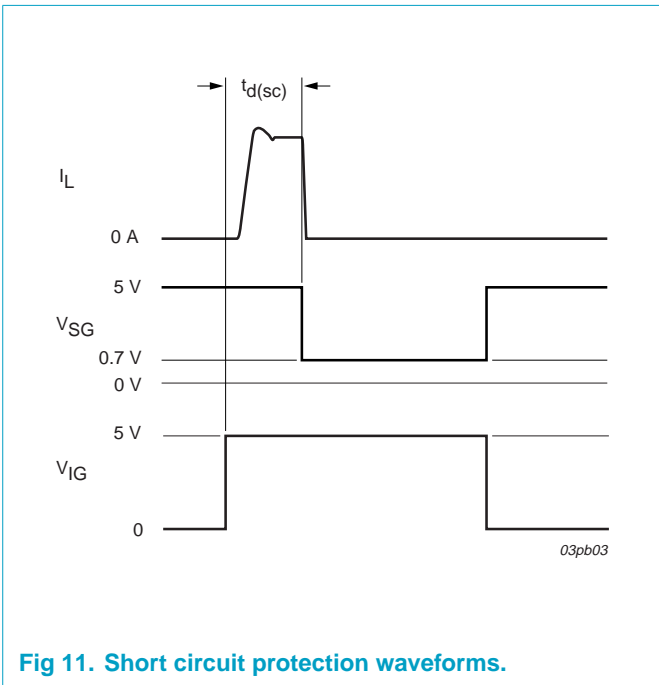 td(sc)
IL
0 A
5 V
VSG
0.7 V
0 V
5 V
VIG
0
03pb03
Fig 11. Short circuit protection waveforms.